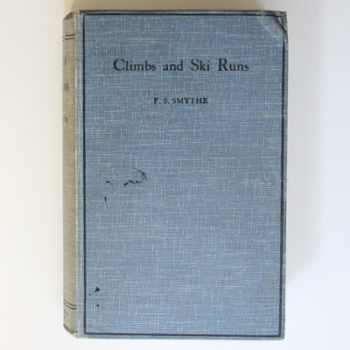 Climbs and Ski Runs
F. S. SMYTHE